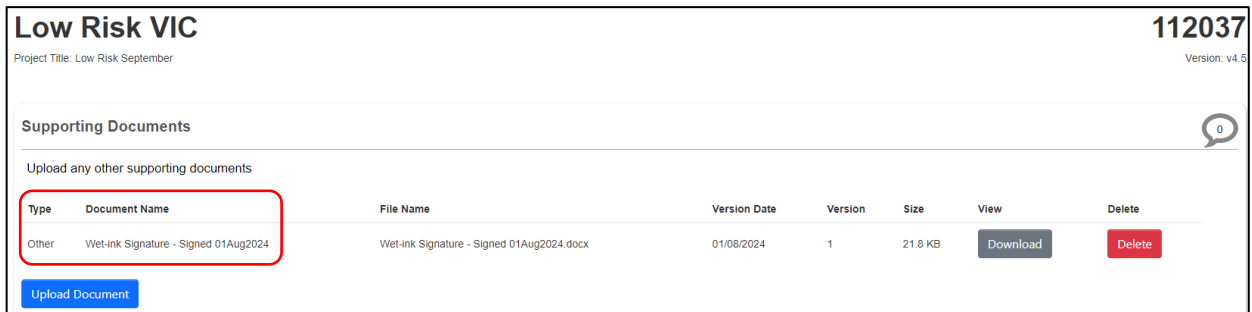 Low Risk VIC 112037
Project Title: Low Risk September Version: v4.5
Supporting Documents 0
Upload any other supporting documents
Type Document Name File Name Version Date Version Size View Delete
Other Wet-ink Signature - Signed 01Aug2024 Wet-ink Signature - Signed 01Aug2024.docx 01/08/2024 1 21.8 KB Download Delete
Upload Document